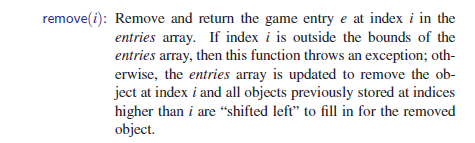 remove(i): Remove and return the game entry e at index i in the
entries array. If index i is outside the bounds of the
entries array, then this function throws an exception; oth-
erwise, the entries array is updated to remove the ob-
ject at index i and all objects previously stored at indices
higher than i are “shifted left” to fill in for the removed
object.